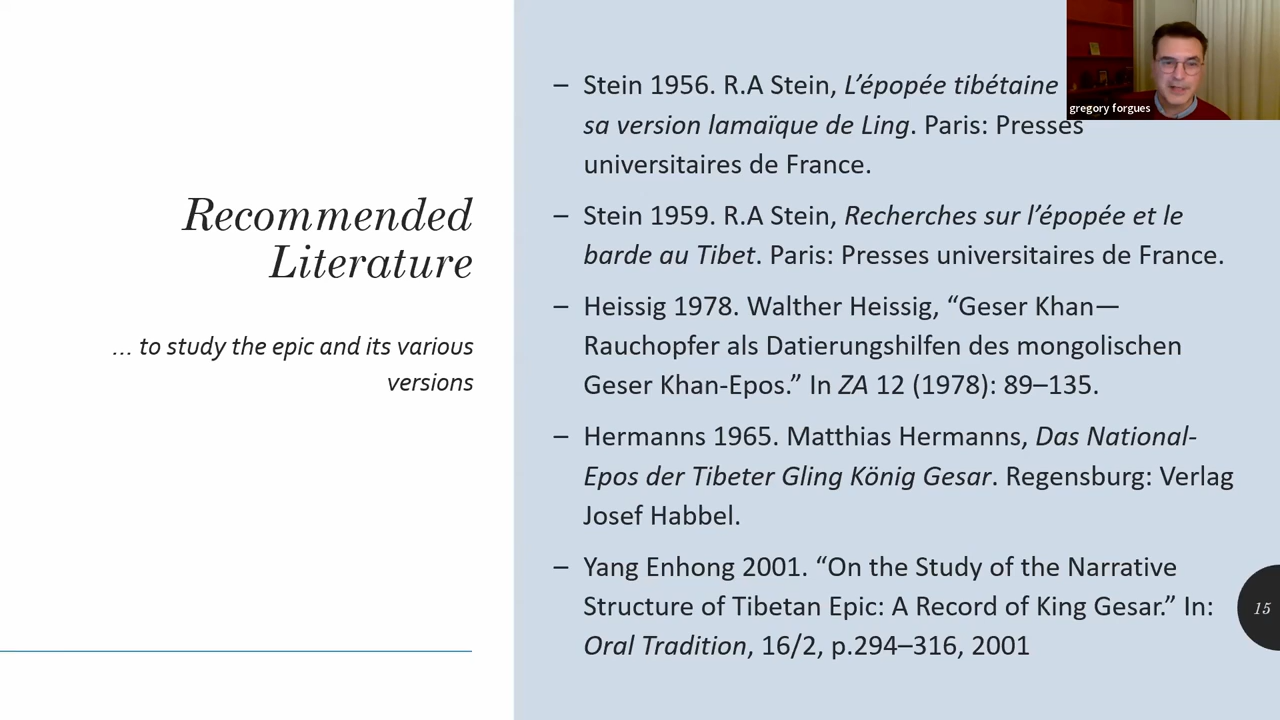 Recommended
Literature
… to study the epic and its various
versions
– Stein 1956. R.A Stein, L’épopée tibétaine
sa version lamaïque de Ling. Paris: Presses
universitaires de France.
– Stein 1959. R.A Stein, Recherches sur l’épopée et le
barde au Tibet. Paris: Presses universitaires de France.
– Heissig 1978. Walther Heissig, “Geser Khan—
Rauchopfer als Datierungshilfen des mongolischen
Geser Khan-Epos.” In ZA 12 (1978): 89–135.
– Hermanns 1965. Matthias Hermanns, Das National-
Epos der Tibeter Gling König Gesar. Regensburg: Verlag
Josef Habbel.
– Yang Enhong 2001. “On the Study of the Narrative
Structure of Tibetan Epic: A Record of King Gesar.” In:
Oral Tradition, 16/2, p.294–316, 2001
gregory forgues
15